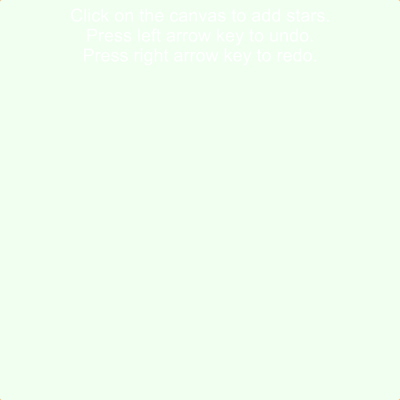 Click on the canvas to add stars.
Press left arrow key to undo.
Press right arrow key to redo.